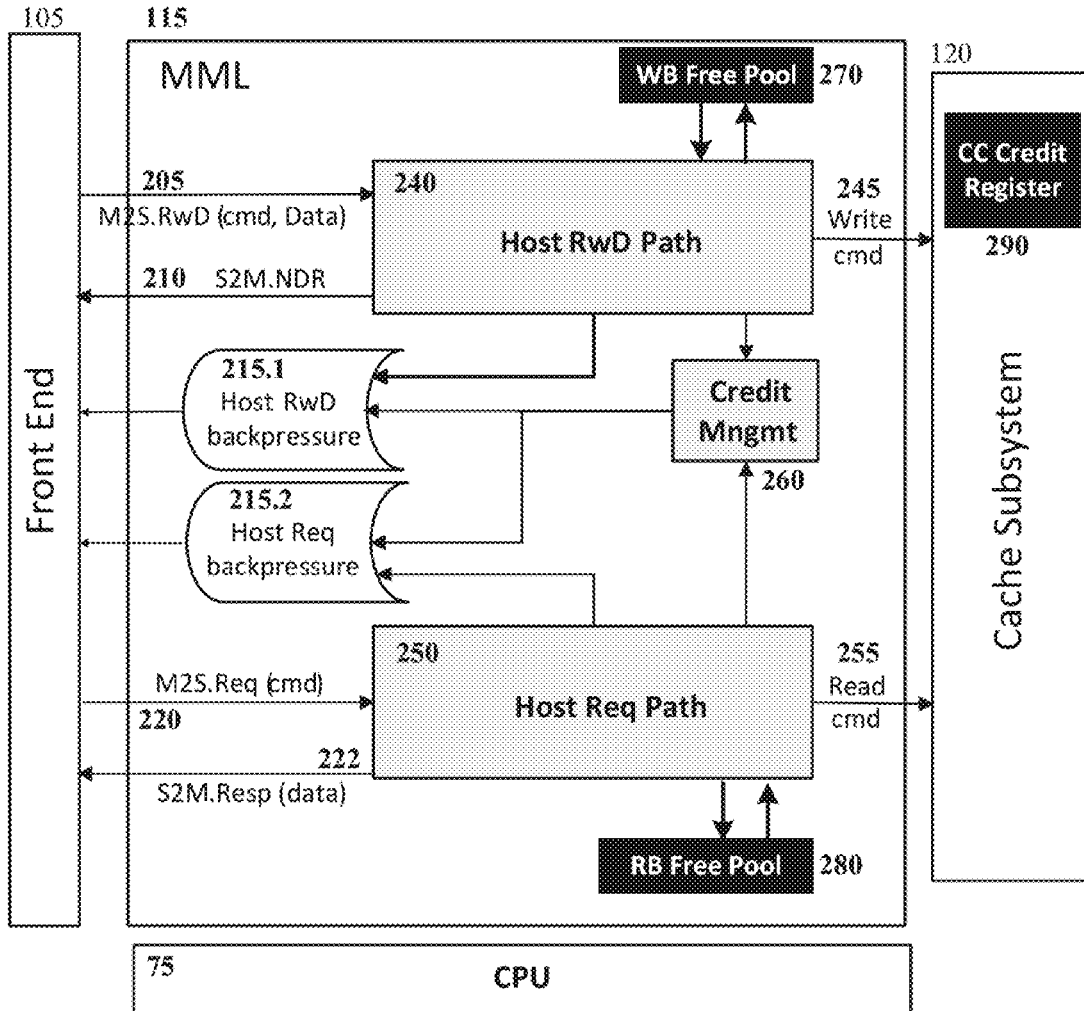 105
115
MML
WB Free Pool
270
120
CC Credit
Register
290
205
M2S.RwD (cmd, Data)
240
Host RwD Path
245
Write
cmd
210
S2M.NDR
215.1
Host RwD
backpressure
Credit
Mngmt
260
215.2
Host Req
backpressure
Front End
Cache Subsystem
M2S.Req (cmd)
220
250
Host Req Path
255
Read
cmd
222
S2M.Resp (data)
RB Free Pool
280
75
CPU